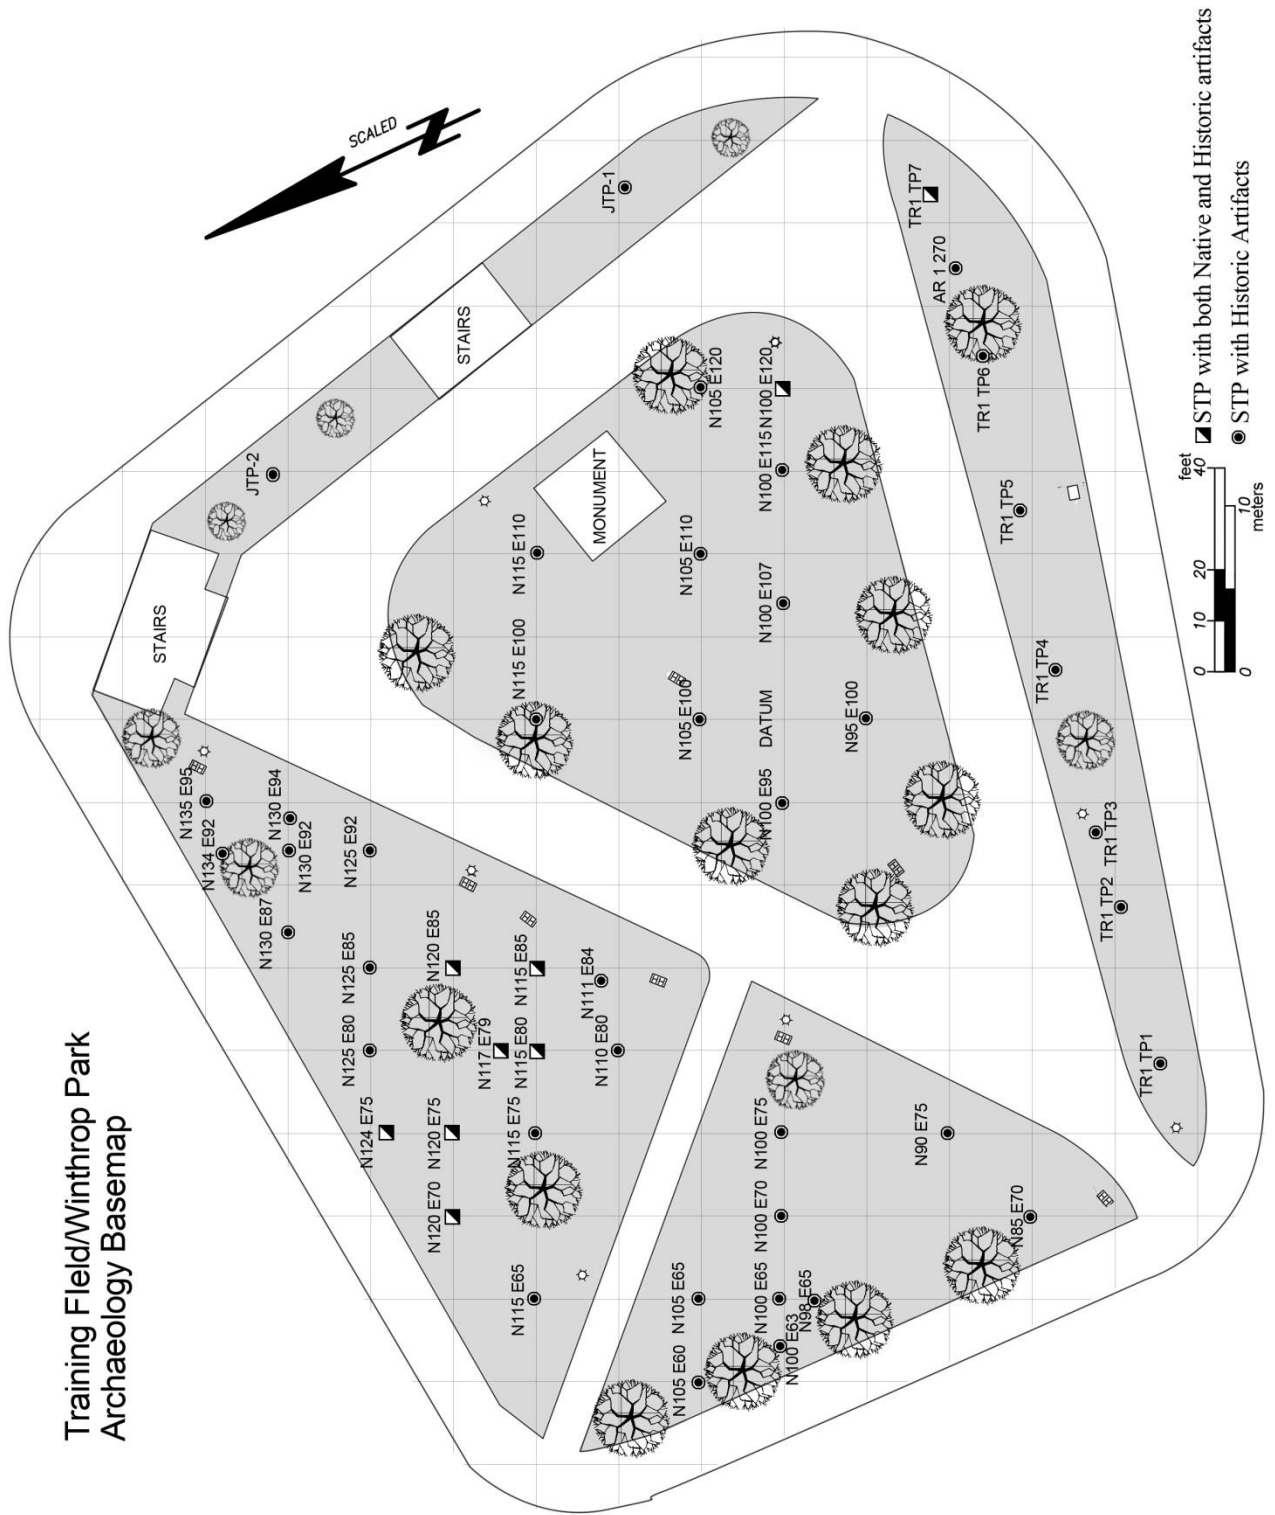 Training FIeld/Winthrop Park
Archaeology Basemap
SCALED
N
STAIRS
STAIRS
MONUMENT
DATUM
JTP-1
JTP-2
N135 E95
N134 E92
N130 E94
N130 E92
N130 E87
N125 E92
N125 E85
N125 E80
N124 E75
N120 E85
N120 E75
N120 E70
N117 E79
N115 E85
N115 E80
N115 E75
N115 E65
N111 E84
N110 E80
N115 E110
N115 E100
N105 E120
N105 E110
N105 E100
N100 E120
N100 E115
N100 E107
N100 E95
N95 E100
N105 E65
N105 E60
N100 E75
N100 E70
N100 E65
N100 E63
N98 E65
N90 E75
N85 E70
TR1 TP7
AR 1 270
TR1 TP6
TR1 TP5
TR1 TP4
TR1 TP3
TR1 TP2
TR1 TP1
0 10 20 40 feet
0 10 meters
STP with both Native and Historic artifacts
STP with Historic Artifacts